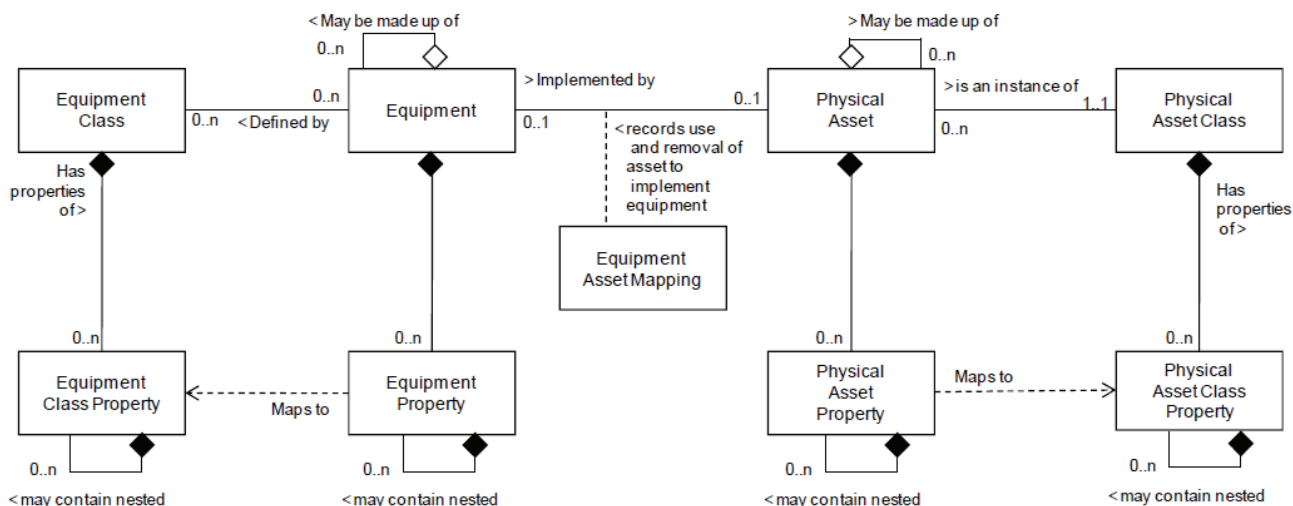 < May be made up of
0..n
> May be made up of
0..n
Equipment
Class
0..n
< Defined by
0..n
Equipment
> Implemented by
0..1
0..1
< records use
and removal of
asset to
implement
equipment
Physical
Asset
> is an instance of
0..n
1..1
Physical
Asset Class
Has
properties
of >
Has
properties
of >
Equipment
Asset Mapping
0..n
0..n
0..n
0..n
Equipment
Class Property
Maps to
Equipment
Property
Physical
Asset
Property
Maps to
Physical
Asset Class
Property
0..n
0..n
0..n
0..n
< may contain nested
< may contain nested
< may contain nested
< may contain nested